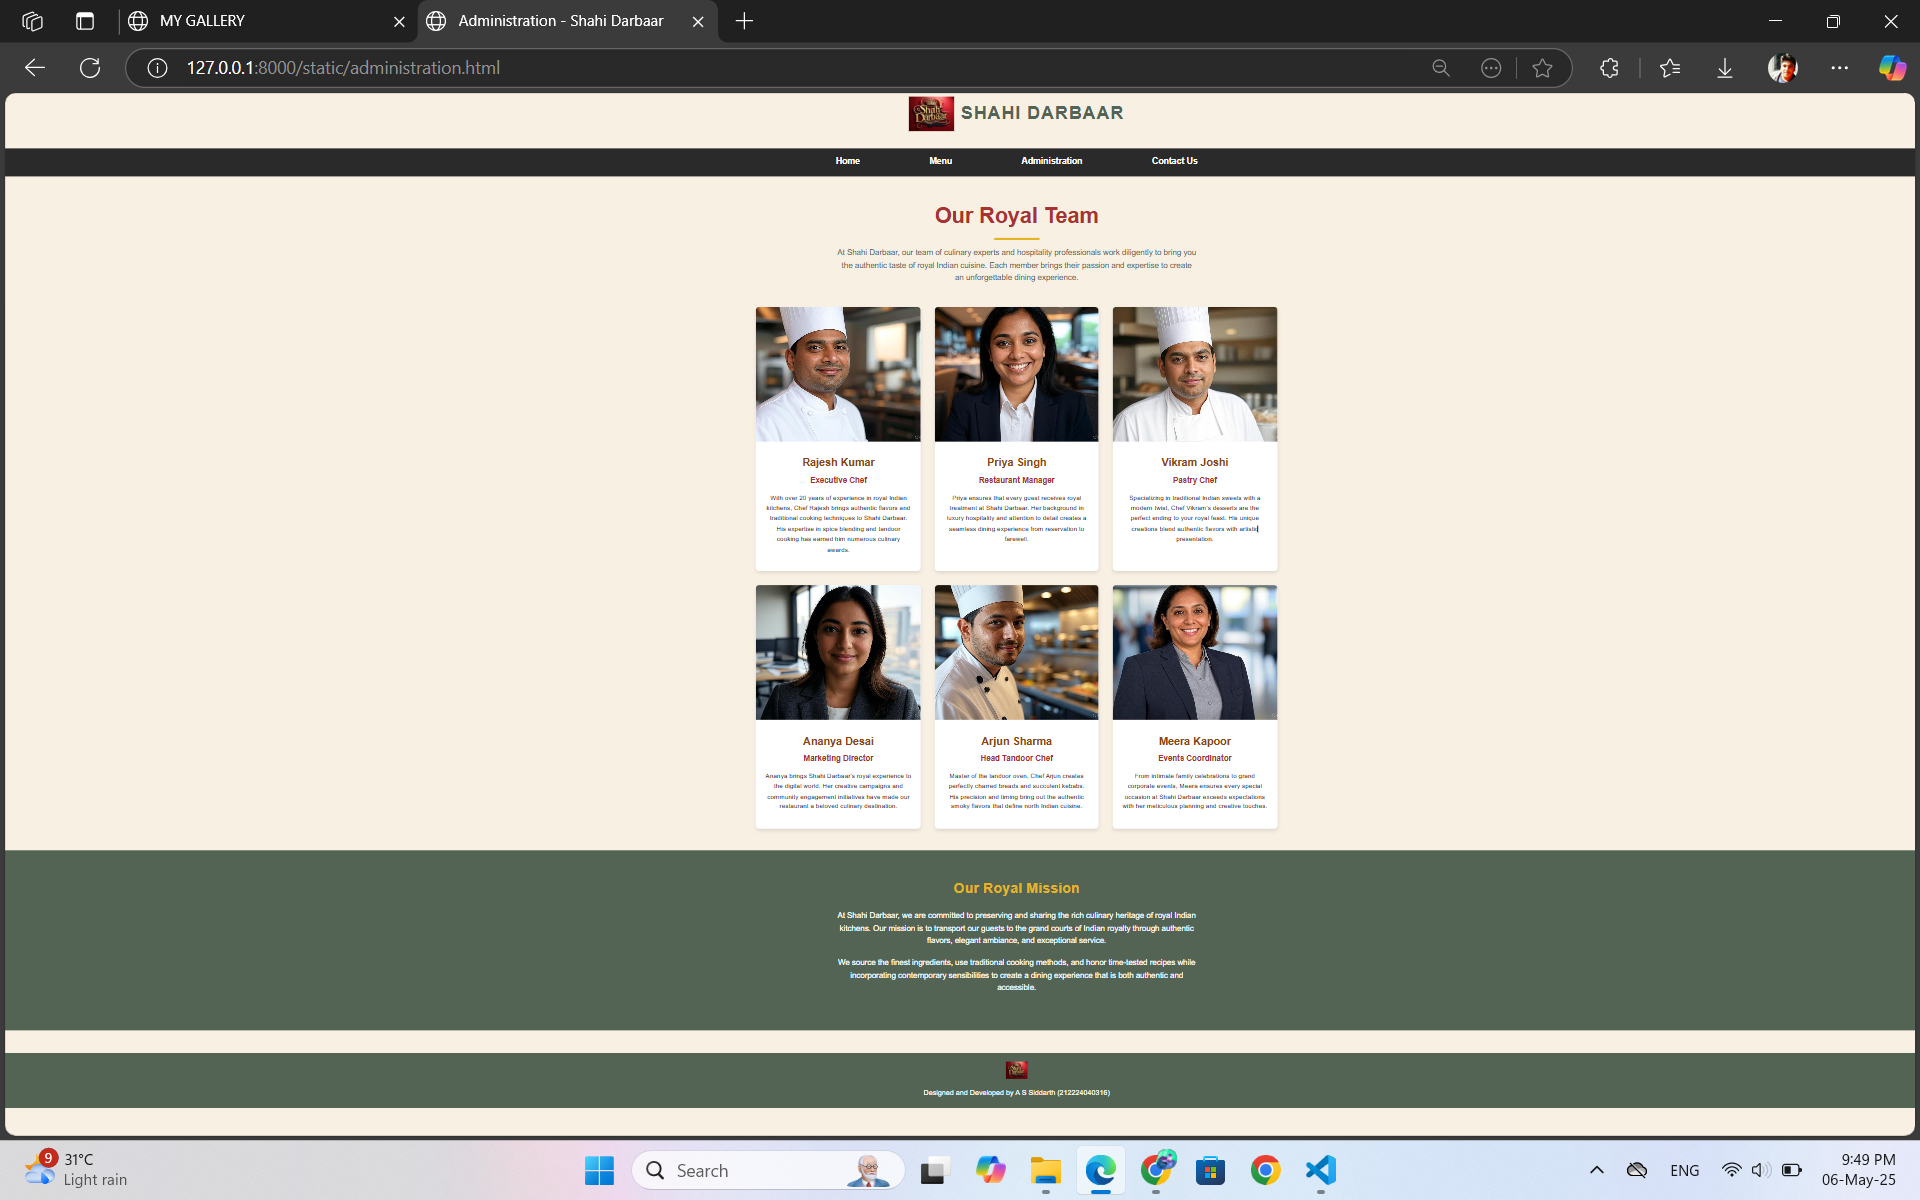 MY GALLERY
Administration - Shahi Darbaar
127.0.0.1:8000/static/administration.html
Shahi Darbaar
SHAHI DARBAAR
Home Menu Administration Contact Us
Our Royal Team
At Shahi Darbaar, our team of culinary experts and hospitality professionals work diligently to bring you
the authentic taste of royal Indian cuisine. Each member brings their passion and expertise to create
an unforgettable dining experience.
Rajesh Kumar
Executive Chef
With over 20 years of experience in royal Indian
kitchens, Chef Rajesh brings authentic flavors and
traditional cooking techniques to Shahi Darbaar.
His expertise in spice blending and tandoor
cooking has earned him numerous culinary
awards.
Priya Singh
Restaurant Manager
Priya ensures that every guest receives royal
treatment at Shahi Darbaar. Her background in
luxury hospitality and attention to detail creates a
seamless dining experience from reservation to
farewell.
Vikram Joshi
Pastry Chef
Specializing in traditional Indian sweets with a
modern twist, Chef Vikram's desserts are the
perfect ending to your royal feast. His unique
creations blend authentic flavors with artistic
presentation.
Ananya Desai
Marketing Director
Ananya brings Shahi Darbaar's royal experience to
the digital world. Her creative campaigns and
community engagement initiatives have made our
restaurant a beloved culinary destination.
Arjun Sharma
Head Tandoor Chef
Master of the tandoor oven, Chef Arjun creates
perfectly charred breads and succulent kebabs.
His precision and timing bring out the authentic
smoky flavors that define north Indian cuisine.
Meera Kapoor
Events Coordinator
From intimate family celebrations to grand
corporate events, Meera ensures every special
occasion at Shahi Darbaar exceeds expectations
with her meticulous planning and creative touches.
Our Royal Mission
At Shahi Darbaar, we are committed to preserving and sharing the rich culinary heritage of royal Indian
kitchens. Our mission is to transport our guests to the grand courts of Indian royalty through authentic
flavors, elegant ambiance, and exceptional service.
We source the finest ingredients, use traditional cooking methods, and honor time-tested recipes while
incorporating contemporary sensibilities to create a dining experience that is both authentic and
accessible.
Designed and Developed by A S Siddarth (212224040316)
9
31°C
Light rain
Search
ENG
9:49 PM
06-May-25